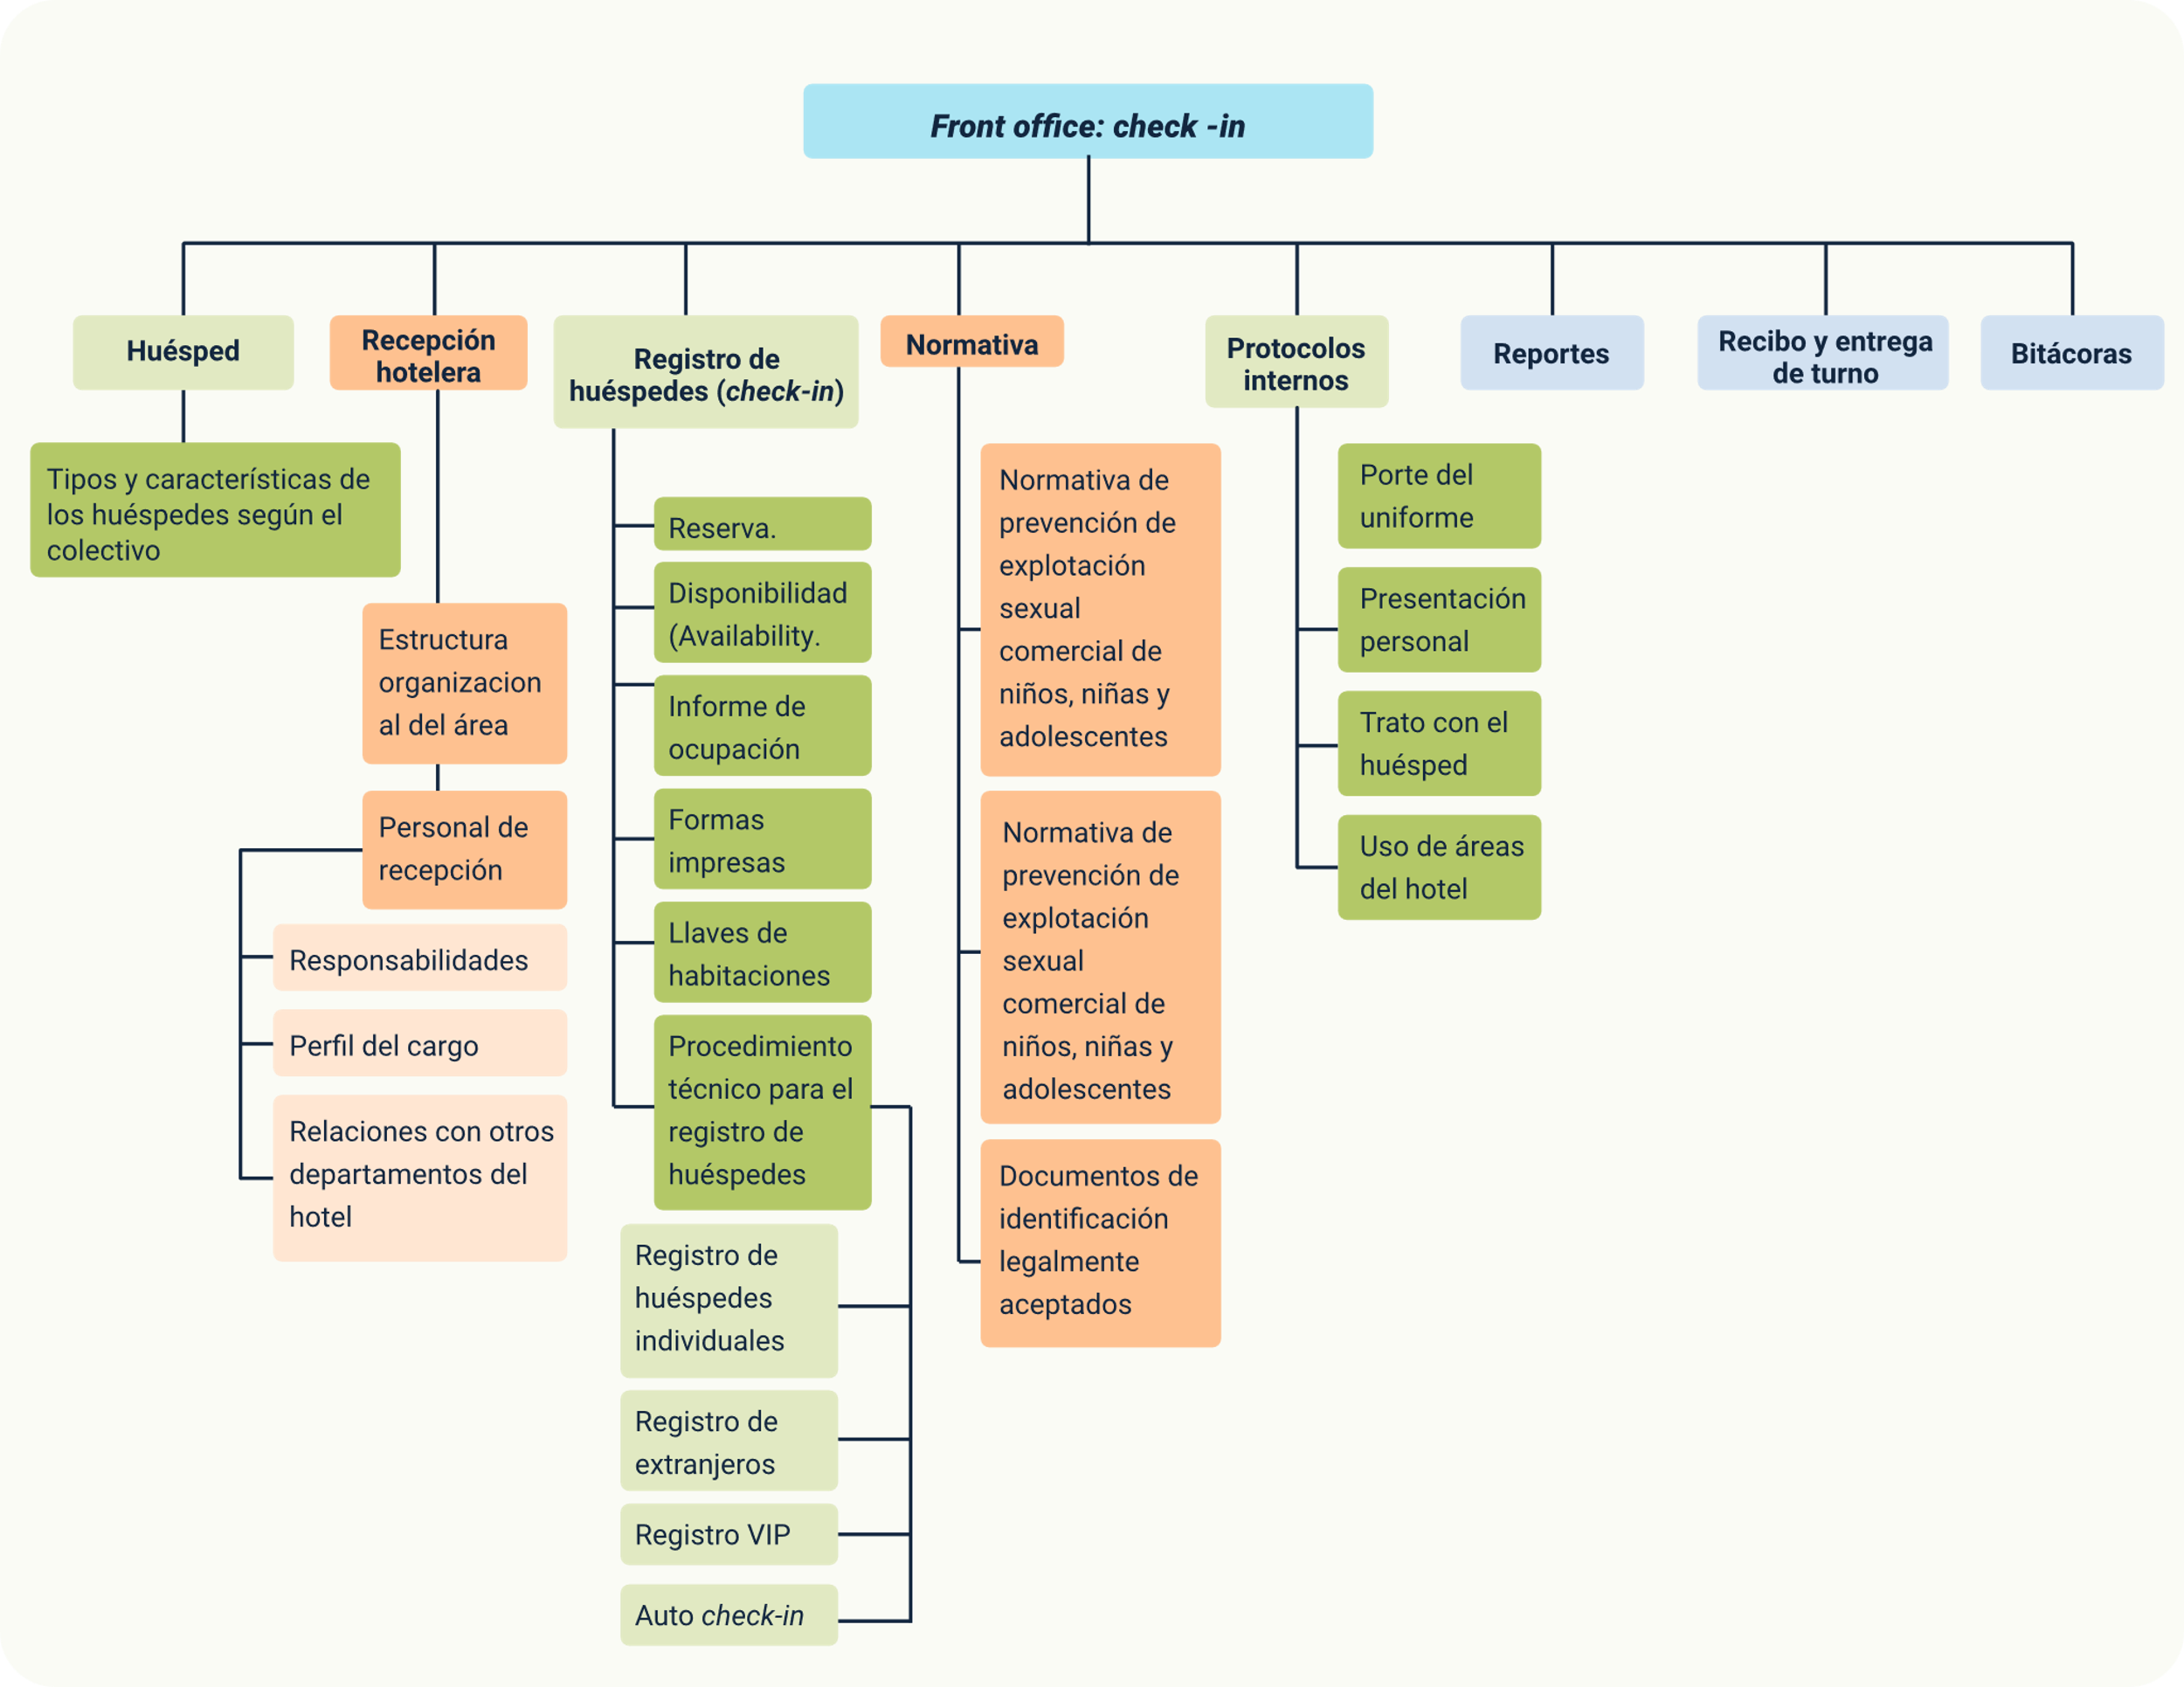 Front office: check -in
Huésped
Tipos y características de
los huéspedes según el
colectivo
Recepción
hotelera
Estructura
organizacion
al del área
Personal de
recepción
Responsabilidades
Perfil del cargo
Relaciones con otros
departamentos del
hotel
Registro de
huéspedes (check-in)
Reserva.
Disponibilidad
(Availability.
Informe de
ocupación
Formas
impresas
Llaves de
habitaciones
Procedimiento
técnico para el
registro de
huéspedes
Registro de
huéspedes
individuales
Registro de
extranjeros
Registro VIP
Auto check-in
Normativa
Normativa de
prevención de
explotación
sexual
comercial de
niños, niñas y
adolescentes
Normativa de
prevención de
explotación
sexual
comercial de
niños, niñas y
adolescentes
Documentos de
identificación
legalmente
aceptados
Protocolos
internos
Porte del
uniforme
Presentación
personal
Trato con el
huésped
Uso de áreas
del hotel
Reportes
Recibo y entrega
de turno
Bitácoras